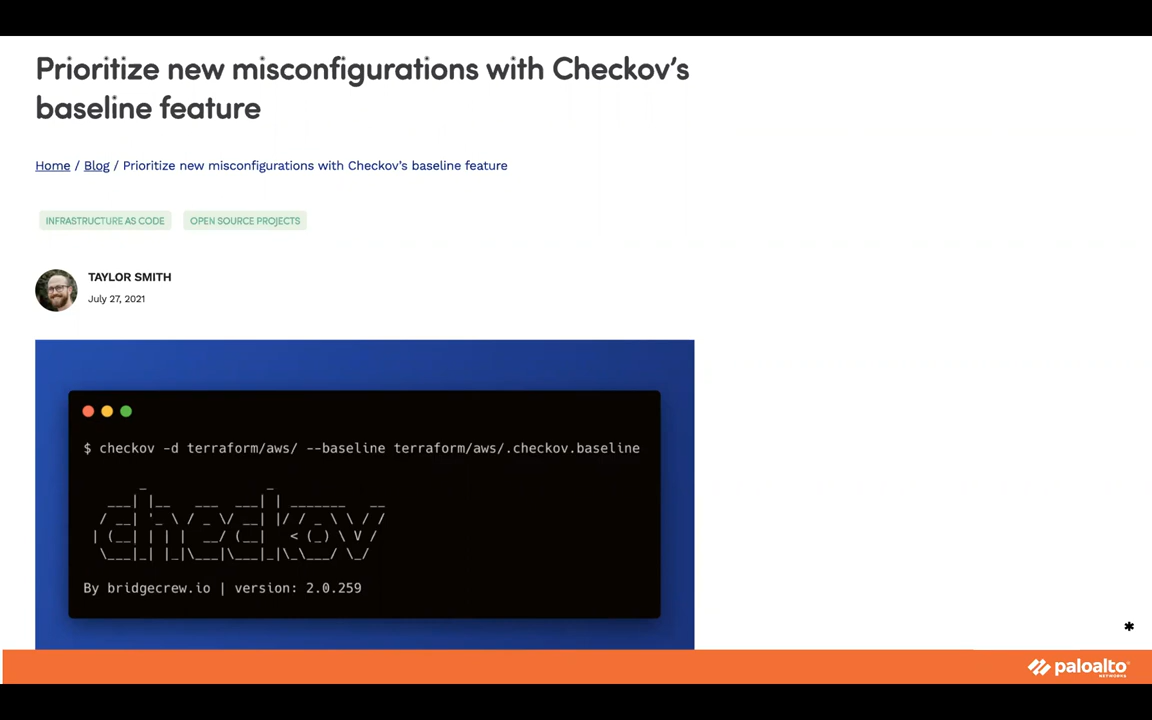 Prioritize new misconfigurations with Checkov's
baseline feature
Home / Blog / Prioritize new misconfigurations with Checkov's baseline feature
INFRASTRUCTURE AS CODE OPEN SOURCE PROJECTS
TAYLOR SMITH
July 27, 2021
$ checkov -d terraform/aws/ --baseline terraform/aws/.checkov.baseline
checkov
By bridgecrew.io | version: 2.0.259
*
paloalto
NETWORKS